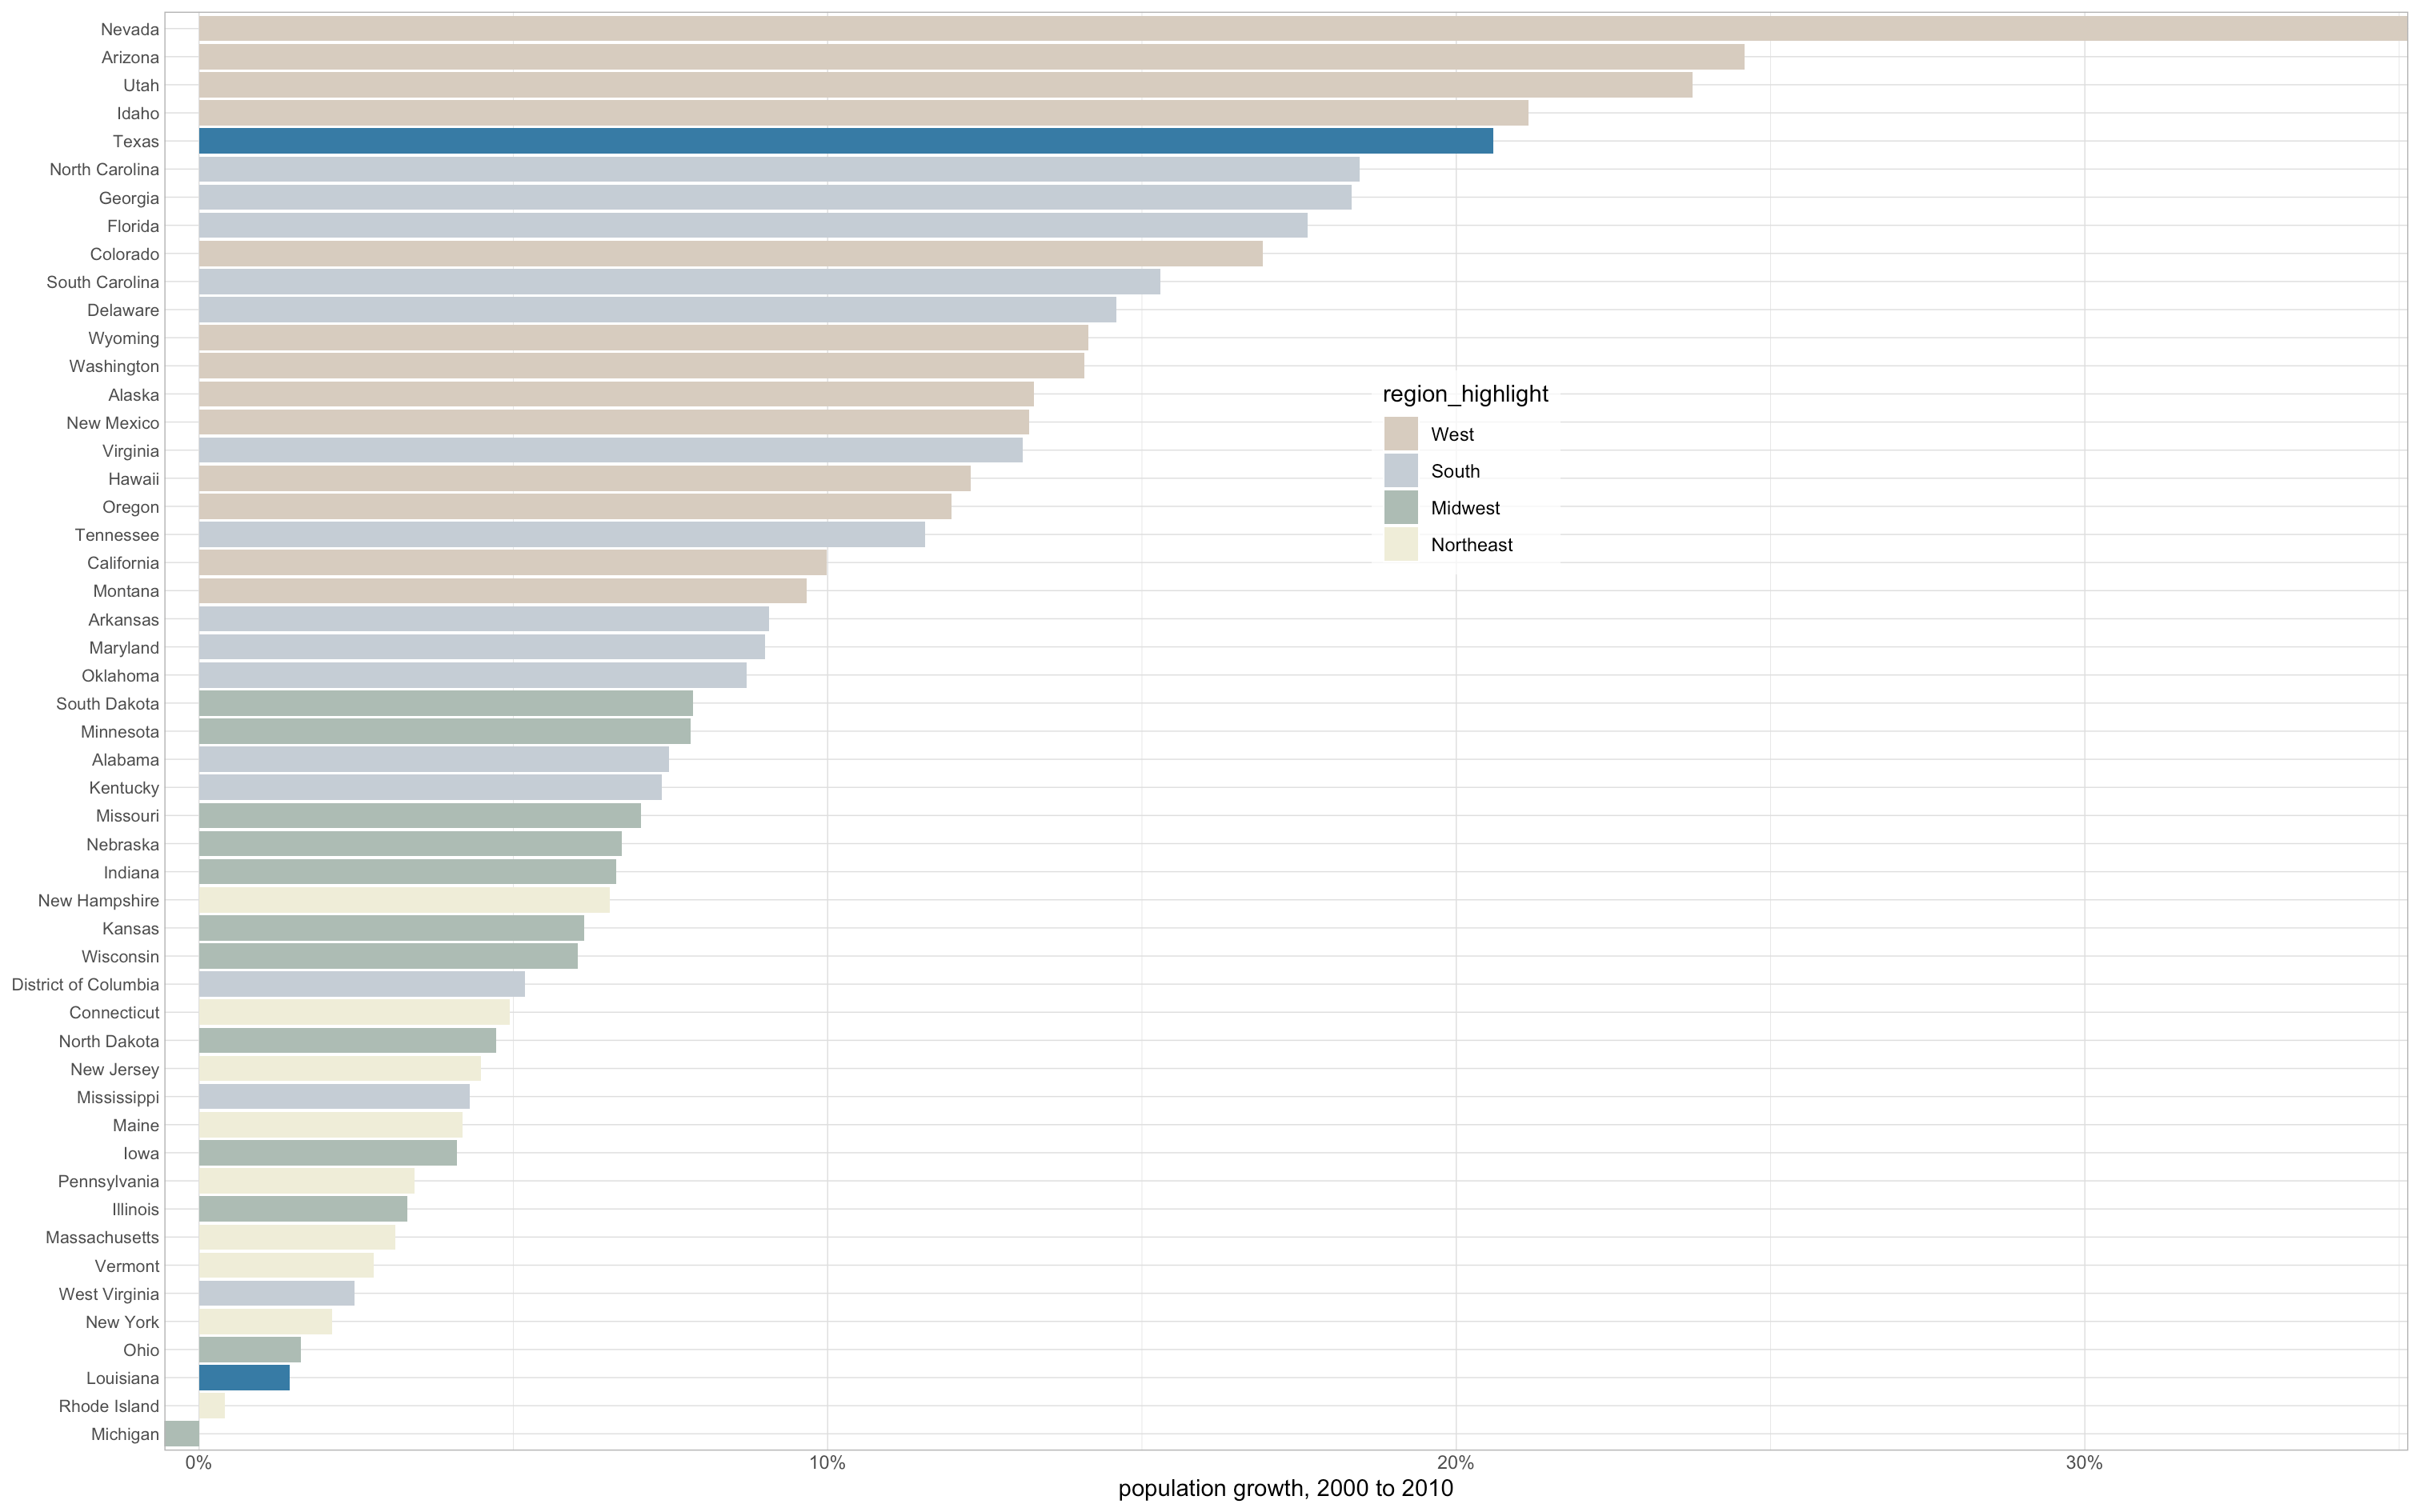 Nevada
Arizona
Utah
Idaho
Texas
North Carolina
Georgia
Florida
Colorado
South Carolina
Delaware
Wyoming
Washington
Alaska
New Mexico
Virginia
Hawaii
Oregon
Tennessee
California
Montana
Arkansas
Maryland
Oklahoma
South Dakota
Minnesota
Alabama
Kentucky
Missouri
Nebraska
Indiana
New Hampshire
Kansas
Wisconsin
District of Columbia
Connecticut
North Dakota
New Jersey
Mississippi
Maine
Iowa
Pennsylvania
Illinois
Massachusetts
Vermont
West Virginia
New York
Ohio
Louisiana
Rhode Island
Michigan
region_highlight
West
South
Midwest
Northeast
0% 10% 20% 30%
population growth, 2000 to 2010